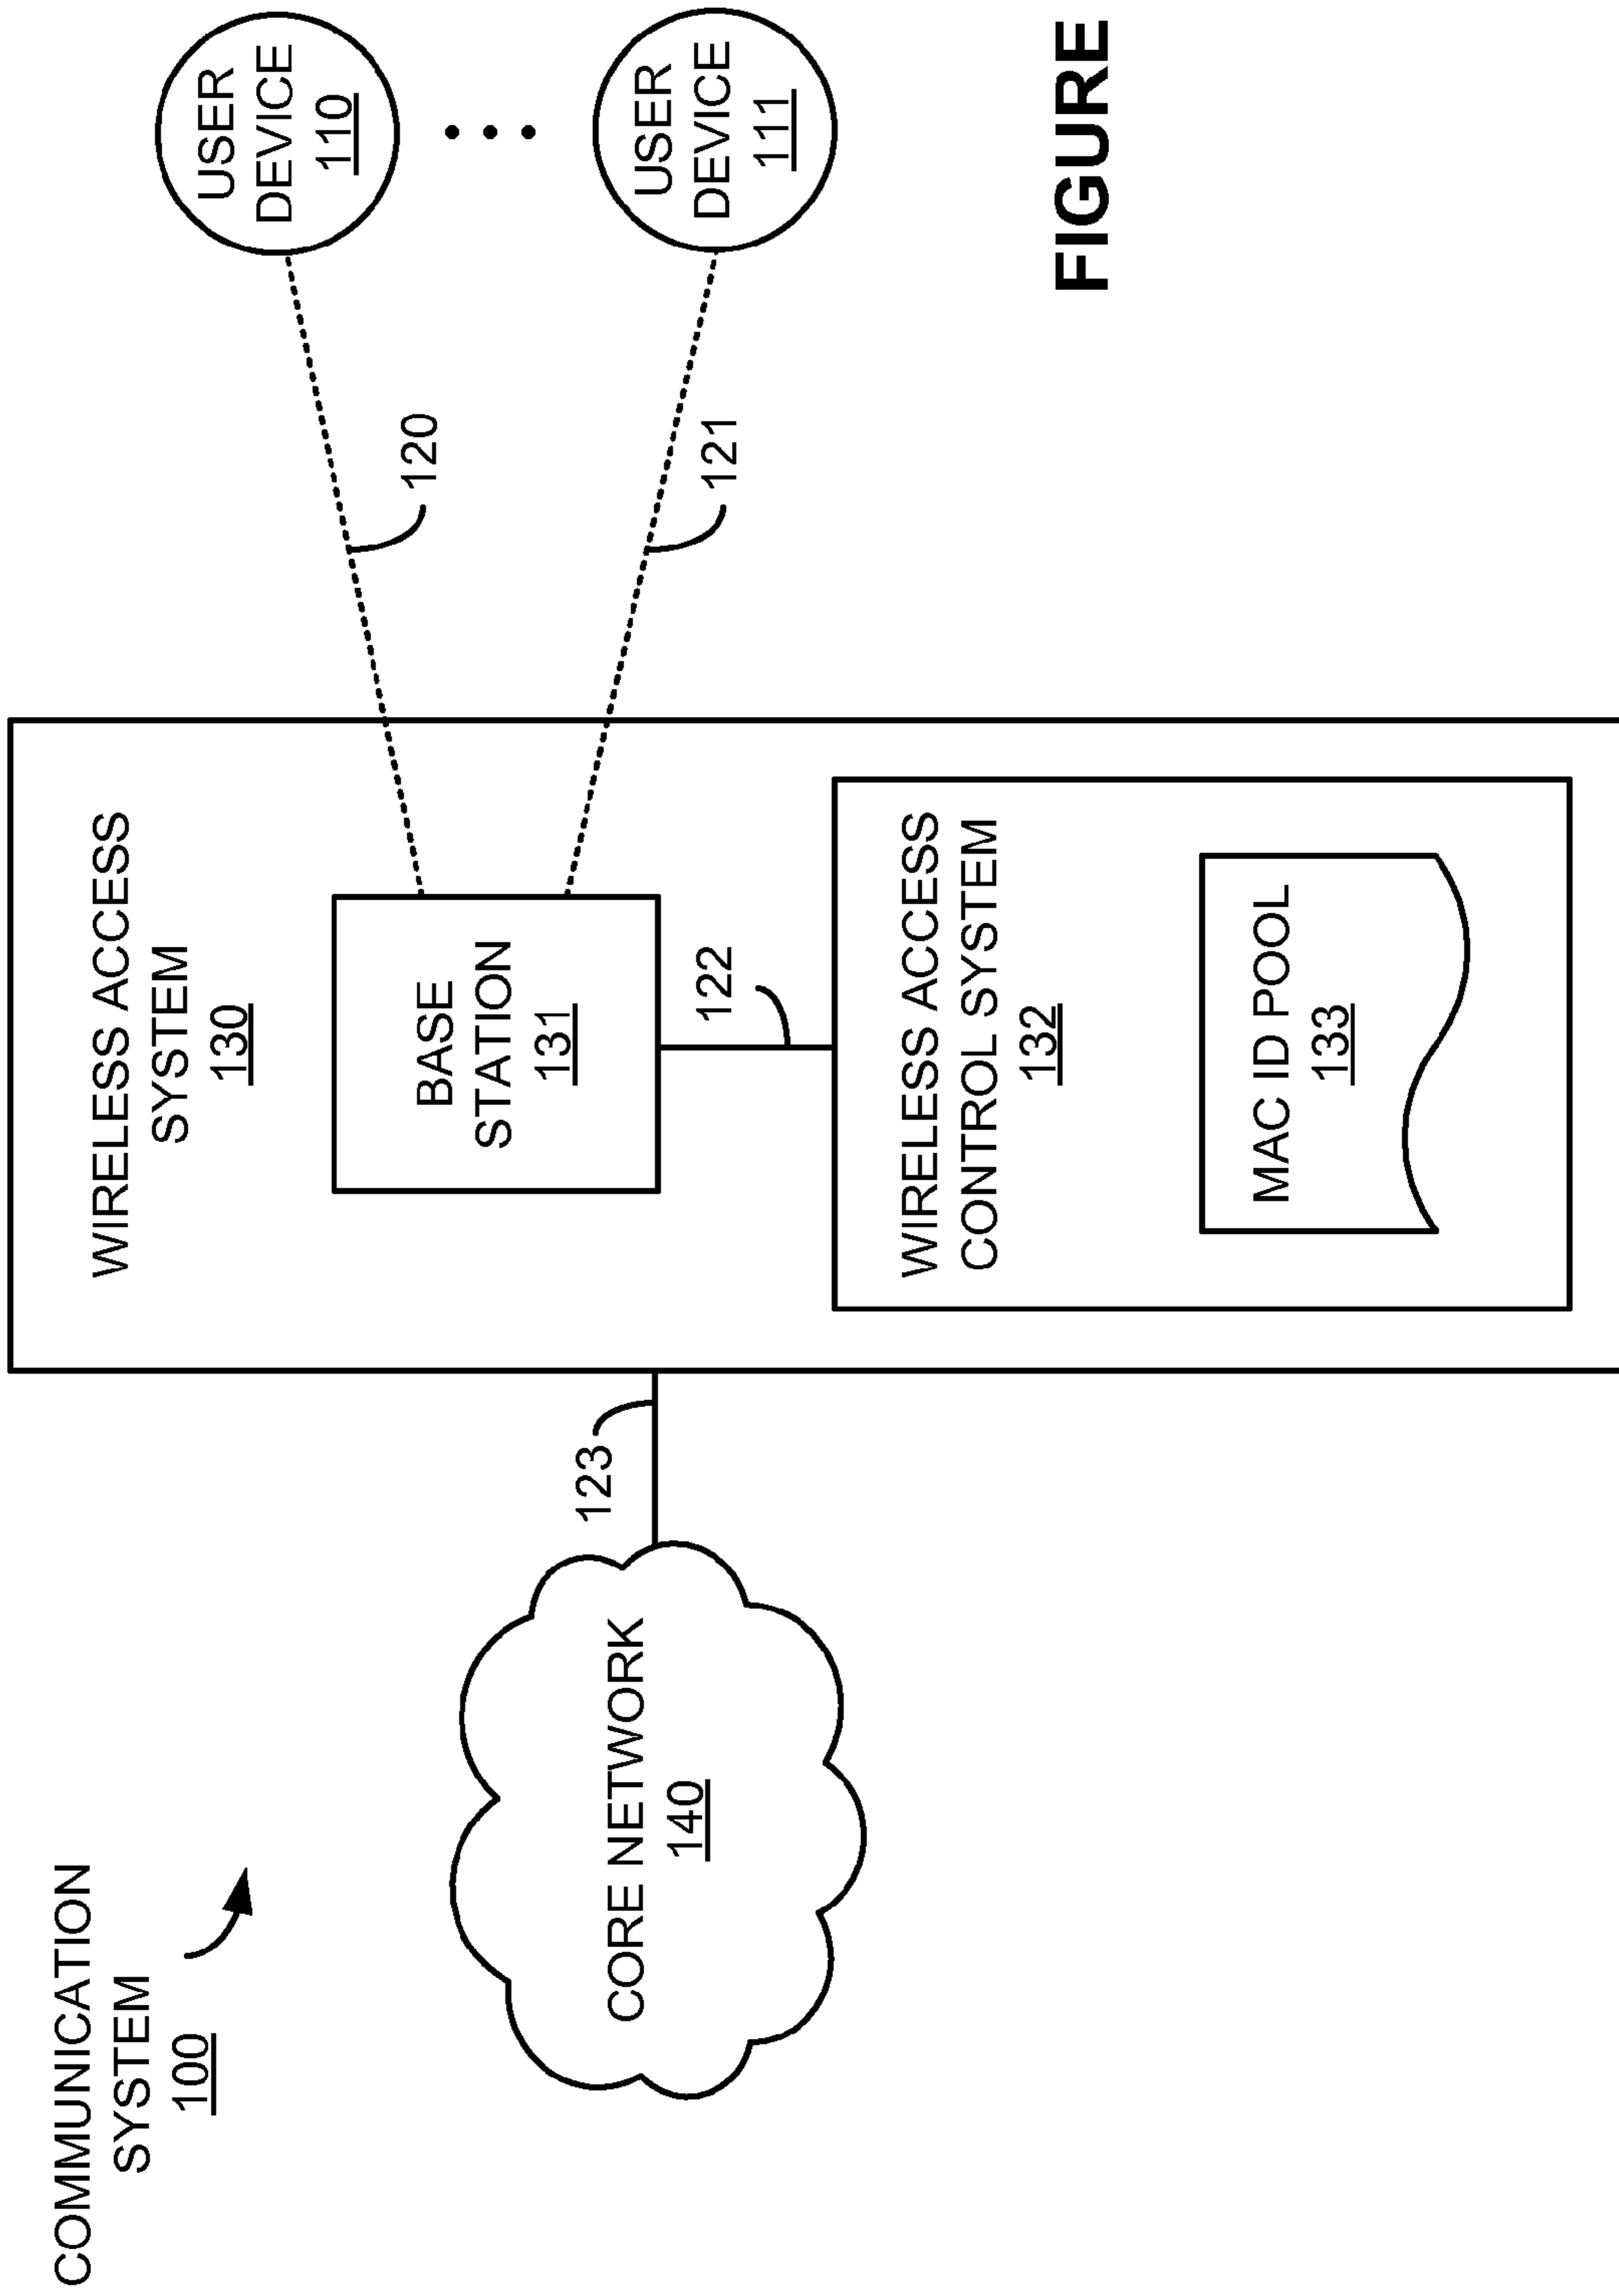 COMMUNICATION
SYSTEM
100
CORE NETWORK
140
123
WIRELESS ACCESS
SYSTEM
130
BASE
STATION
131
122
WIRELESS ACCESS
CONTROL SYSTEM
132
MAC ID POOL
133
120
121
USER
DEVICE
110
USER
DEVICE
111
FIGURE